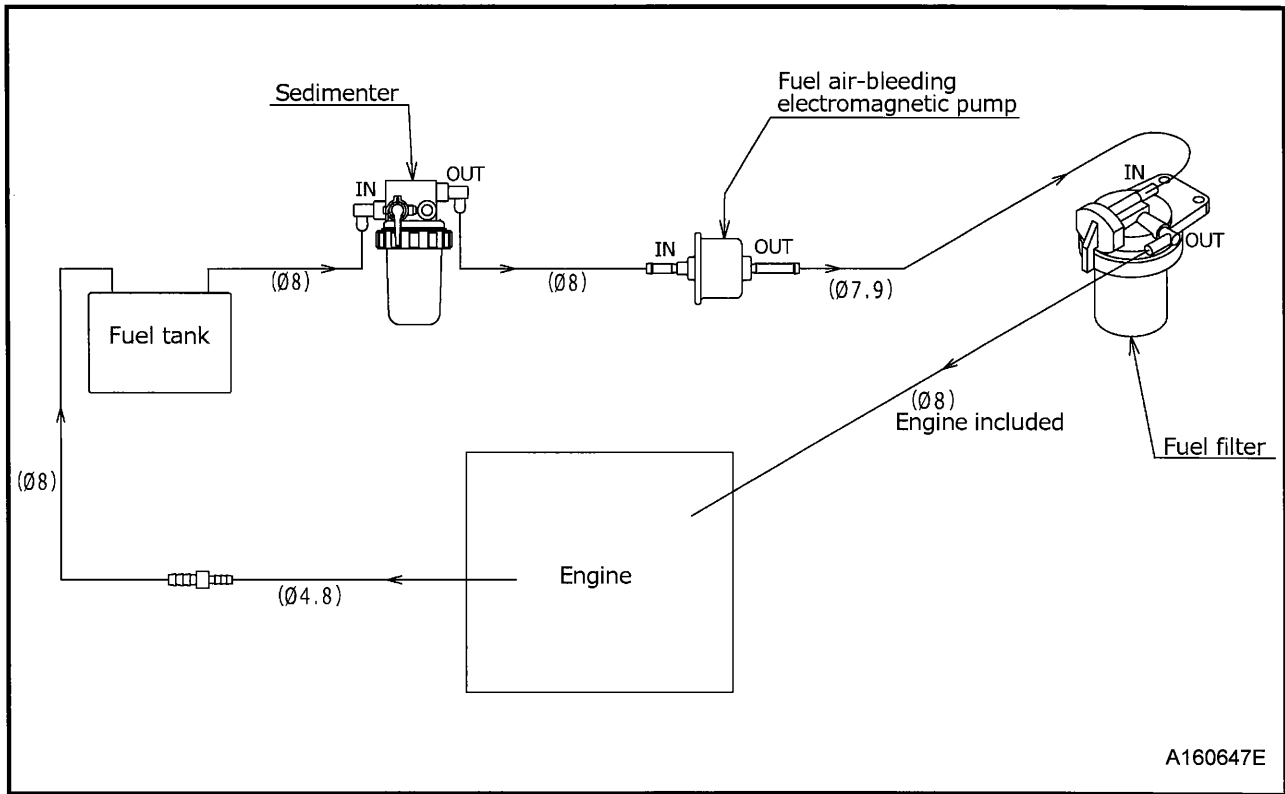 Sedimenter
Fuel air-bleeding
electromagnetic pump
IN
OUT
IN
IN
OUT
OUT
(Ø8)
(Ø8)
(Ø7.9)
Fuel tank
(Ø8)
Engine included
Fuel filter
(Ø8)
Engine
(Ø4.8)
A160647E